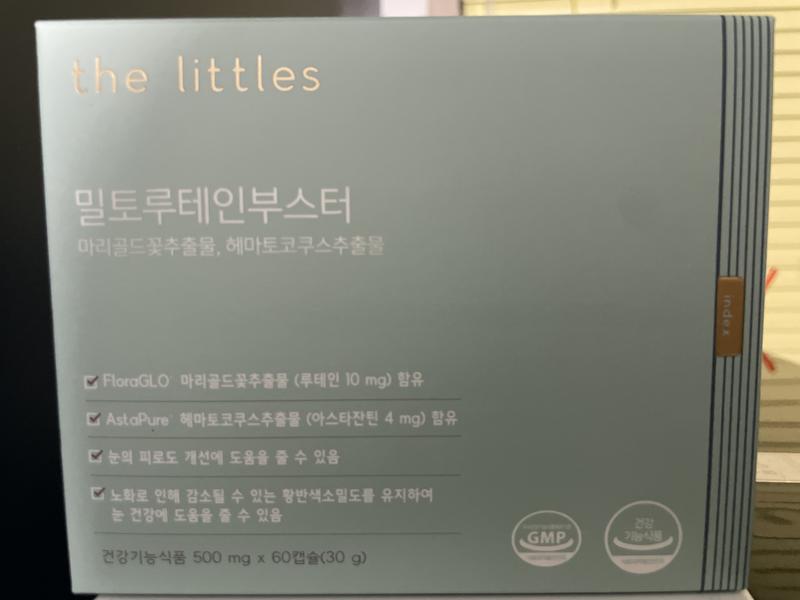 the littles
밀토루테인부스터
마리골드꽃추출물, 헤마토코쿠스추출물
index
FloraGLO® 마리골드꽃추출물 (루테인 10 mg) 함유
AstaPure® 헤마토코쿠스추출물 (아스타잔틴 4 mg) 함유
눈의 피로도 개선에 도움을 줄 수 있음
노화로 인해 감소될 수 있는 황반색소밀도를 유지하여
눈 건강에 도움을 줄 수 있음
건강기능식품 500 mg x 60캡슐(30 g)
GMP
건강
기능식품